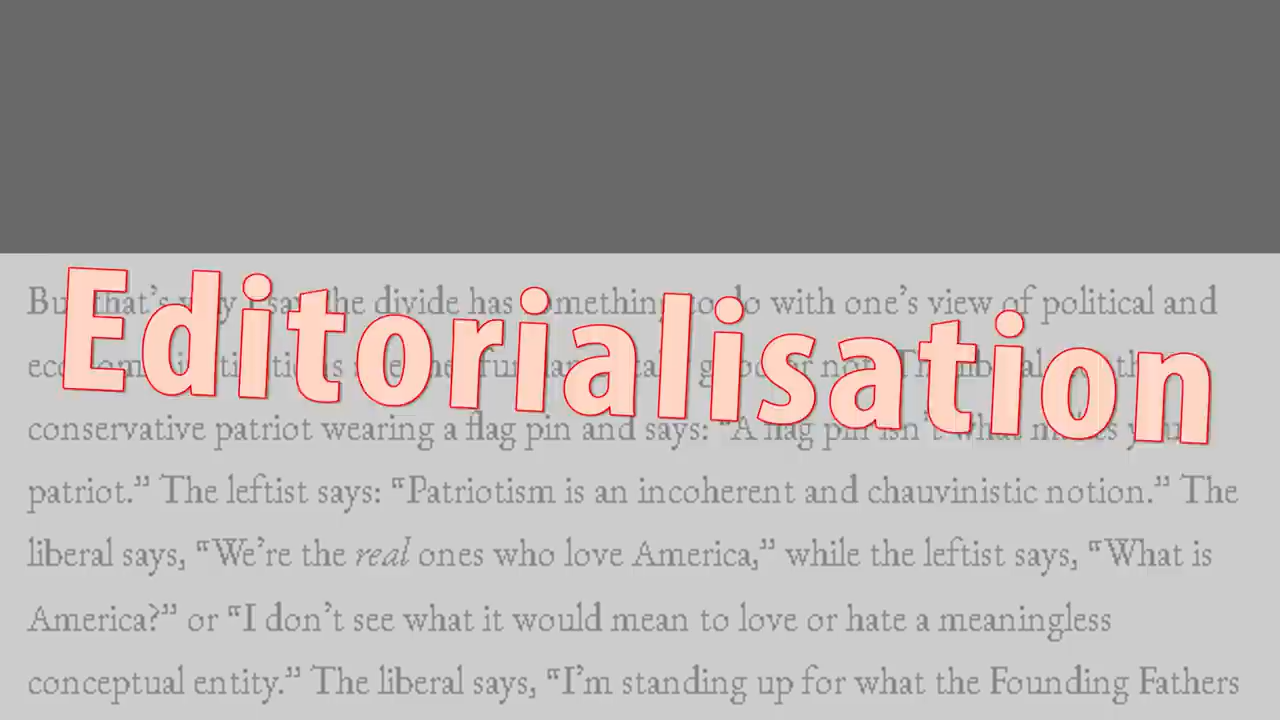 Editorialisation
But that's why I say the divide has something to do with one's view of political and
conservative patriot wearing a flag pin and says: “A flag pin isn't what makes you
patriot.” The leftist says: “Patriotism is an incoherent and chauvinistic notion.” The
liberal says, “We're the real ones who love America,” while the leftist says, “What is
America?” or “I don't see what it would mean to love or hate a meaningless
conceptual entity.” The liberal says, “I'm standing up for what the Founding Fathers